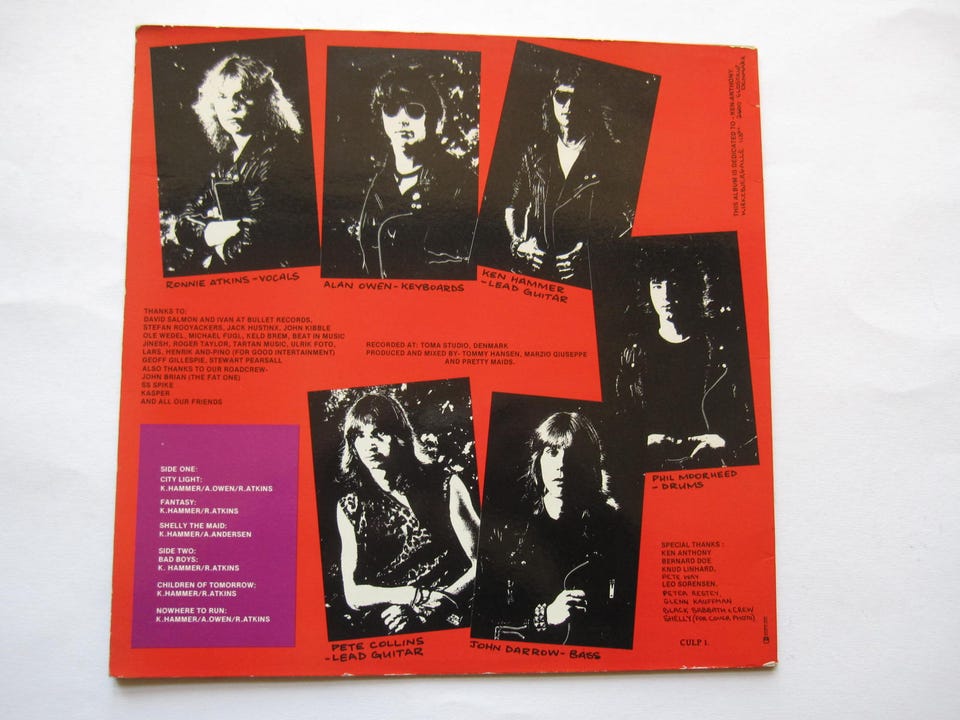 RONNIE ATKINS - VOCALS
ALAN OWEN - KEYBOARDS
KEN HAMMER
- LEAD GUITAR
THIS ALBUM IS DEDICATED TO - KEN ANTHONY
DENMARK
THANKS TO:
DAVID SALMON AND IVAN AT BULLET RECORDS,
STEFAN ROOYACKERS, JACK HUSTINX, JOHN KIBBLE
OLE WEDEL, MICHAEL FUGL, KELD BREM, BEAT IN MUSIC
JINESH, ROGER TAYLOR, TARTAN MUSIC, ULRIK FOTO,
LARS, HENRIK AND-PINO (FOR GOOD ENTERTAINMENT)
GEOFF GILLESPIE, STEWART PEARSALL
ALSO THANKS TO OUR ROADCREW-
JOHN BRIAN (THE FAT ONE)
SS SPIKE
KASPER
AND ALL OUR FRIENDS
RECORDED AT: TOMA STUDIO, DENMARK
PRODUCED AND MIXED BY- TOMMY HANSEN, MARZIO GIUSEPPE
AND PRETTY MAIDS.
SIDE ONE:
CITY LIGHT:
K.HAMMER/A.OWEN/R.ATKINS
FANTASY:
K.HAMMER/R.ATKINS
SHELLY THE MAID:
K.HAMMER/A.ANDERSEN
SIDE TWO:
BAD BOYS:
K. HAMMER/R.ATKINS
CHILDREN OF TOMORROW:
K.HAMMER/R.ATKINS
NOWHERE TO RUN:
K.HAMMER/A.OWEN/R.ATKINS
PHIL MOORHEED
- DRUMS
PETE COLLINS
-LEAD GUITAR
JOHN DARROW - BASS
SPECIAL THANKS :
KEN ANTHONY
BERNARD DOE
KNUD LINHARD,
PETE WAY
LEO SORENSEN,
PETER RESTEY,
GLENN KAUFFMAN
BLACK SABBATH & CREW
SHELLY (FOR COVER PHOTO)
CULP 1.